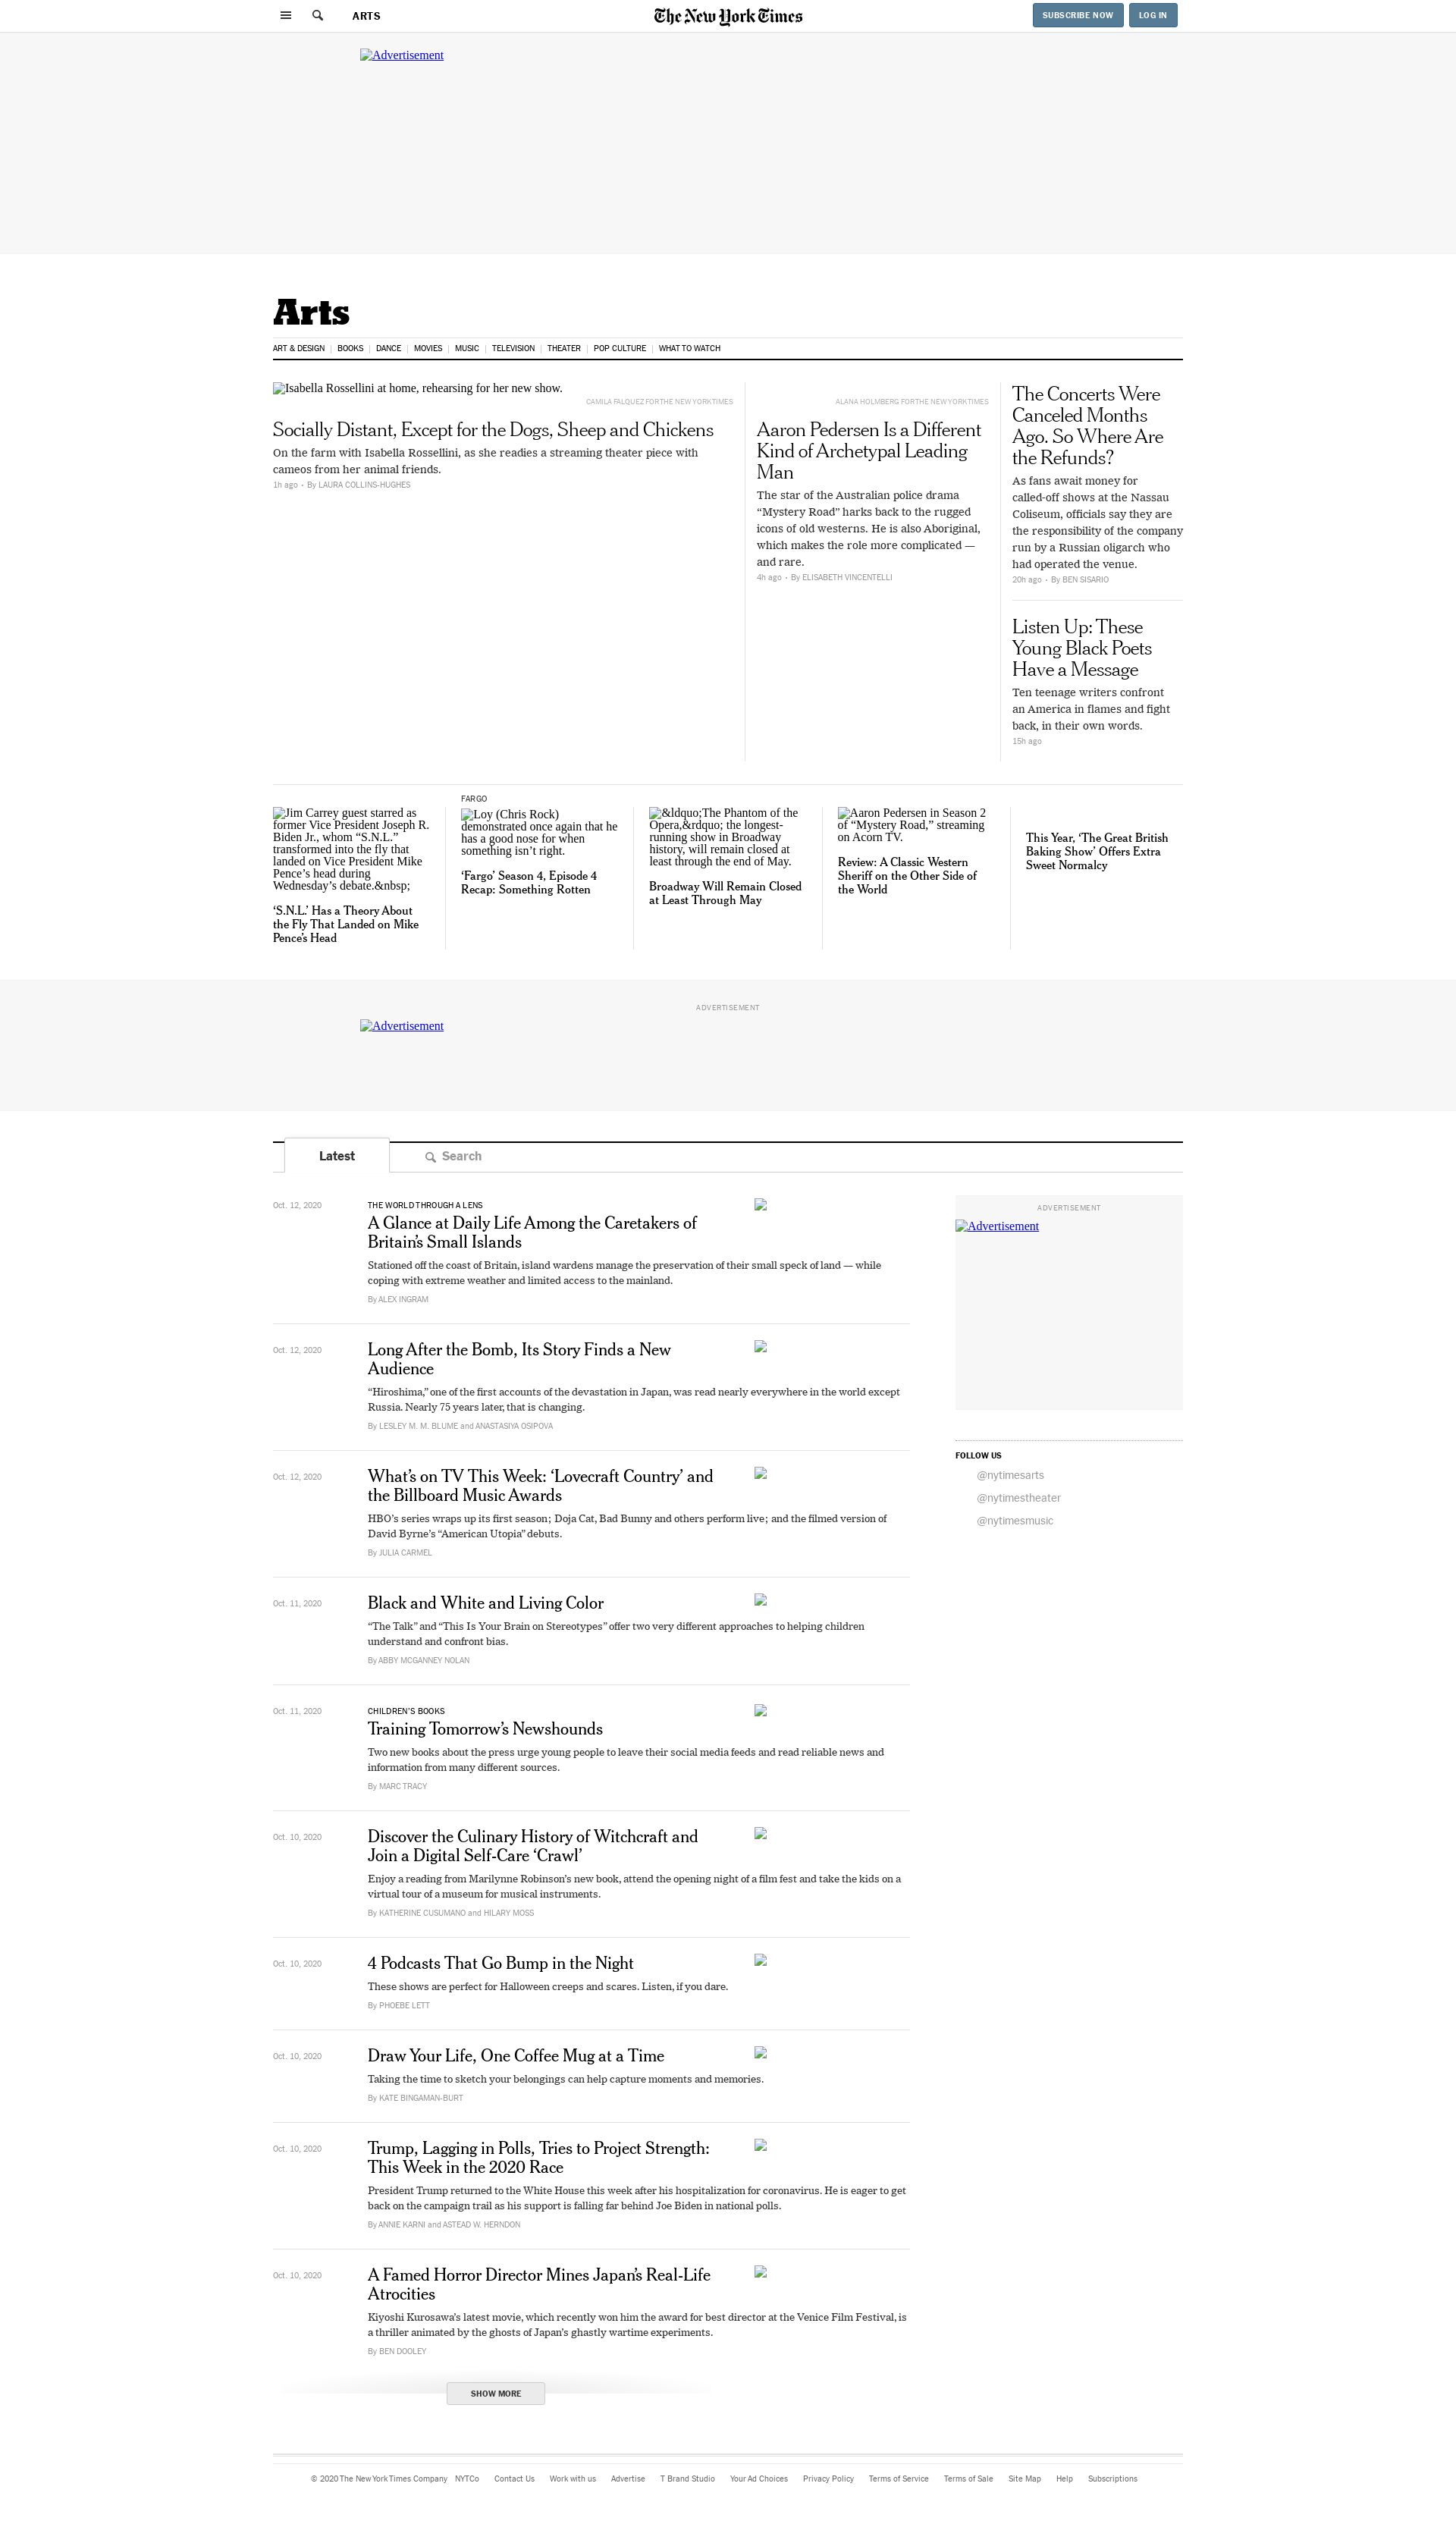 ARTS
The New York Times
SUBSCRIBE NOW
LOG IN
Advertisement
Arts
ART & DESIGN
BOOKS
DANCE
MOVIES
MUSIC
TELEVISION
THEATER
POP CULTURE
WHAT TO WATCH
Isabella Rossellini at home, rehearsing for her new show.
CAMILA FALQUEZ FOR THE NEW YORK TIMES
Socially Distant, Except for the Dogs, Sheep and Chickens
On the farm with Isabella Rossellini, as she readies a streaming theater piece with
cameos from her animal friends.
1h ago • By LAURA COLLINS-HUGHES
ALANA HOLMBERG FOR THE NEW YORK TIMES
Aaron Pedersen Is a Different
Kind of Archetypal Leading
Man
The star of the Australian police drama
“Mystery Road” harks back to the rugged
icons of old westerns. He is also Aboriginal,
which makes the role more complicated —
and rare.
4h ago • By ELISABETH VINCENTELLI
The Concerts Were
Canceled Months
Ago. So Where Are
the Refunds?
As fans await money for
called-off shows at the Nassau
Coliseum, officials say they are
the responsibility of the company
run by a Russian oligarch who
had operated the venue.
20h ago • By BEN SISARIO
Listen Up: These
Young Black Poets
Have a Message
Ten teenage writers confront
an America in flames and fight
back, in their own words.
15h ago
Jim Carrey guest starred as
former Vice President Joseph R.
Biden Jr., whom “S.N.L.”
transformed into the fly that
landed on Vice President Mike
Pence’s head during
Wednesday’s debate.&nbsp;
‘S.N.L.’ Has a Theory About
the Fly That Landed on Mike
Pence’s Head
FARGO
Loy (Chris Rock)
demonstrated once again that he
has a good nose for when
something isn’t right.
‘Fargo’ Season 4, Episode 4
Recap: Something Rotten
&ldquo;The Phantom of the
Opera,&rdquo; the longest-
running show in Broadway
history, will remain closed at
least through the end of May.
Broadway Will Remain Closed
at Least Through May
Aaron Pedersen in Season 2
of “Mystery Road,” streaming
on Acorn TV.
Review: A Classic Western
Sheriff on the Other Side of
the World
This Year, ‘The Great British
Baking Show’ Offers Extra
Sweet Normalcy
ADVERTISEMENT
Advertisement
Latest
Search
Oct. 12, 2020
THE WORLD THROUGH A LENS
A Glance at Daily Life Among the Caretakers of
Britain’s Small Islands
Stationed off the coast of Britain, island wardens manage the preservation of their small speck of land — while
coping with extreme weather and limited access to the mainland.
By ALEX INGRAM
Oct. 12, 2020
Long After the Bomb, Its Story Finds a New
Audience
“Hiroshima,” one of the first accounts of the devastation in Japan, was read nearly everywhere in the world except
Russia. Nearly 75 years later, that is changing.
By LESLEY M. M. BLUME and ANASTASIYA OSIPOVA
Oct. 12, 2020
What’s on TV This Week: ‘Lovecraft Country’ and
the Billboard Music Awards
HBO’s series wraps up its first season; Doja Cat, Bad Bunny and others perform live; and the filmed version of
David Byrne’s “American Utopia” debuts.
By JULIA CARMEL
Oct. 11, 2020
Black and White and Living Color
“The Talk” and “This Is Your Brain on Stereotypes” offer two very different approaches to helping children
understand and confront bias.
By ABBY MCGANNEY NOLAN
Oct. 11, 2020
CHILDREN’S BOOKS
Training Tomorrow’s Newshounds
Two new books about the press urge young people to leave their social media feeds and read reliable news and
information from many different sources.
By MARC TRACY
Oct. 10, 2020
Discover the Culinary History of Witchcraft and
Join a Digital Self-Care ‘Crawl’
Enjoy a reading from Marilynne Robinson’s new book, attend the opening night of a film fest and take the kids on a
virtual tour of a museum for musical instruments.
By KATHERINE CUSUMANO and HILARY MOSS
Oct. 10, 2020
4 Podcasts That Go Bump in the Night
These shows are perfect for Halloween creeps and scares. Listen, if you dare.
By PHOEBE LETT
Oct. 10, 2020
Draw Your Life, One Coffee Mug at a Time
Taking the time to sketch your belongings can help capture moments and memories.
By KATE BINGAMAN-BURT
Oct. 10, 2020
Trump, Lagging in Polls, Tries to Project Strength:
This Week in the 2020 Race
President Trump returned to the White House this week after his hospitalization for coronavirus. He is eager to get
back on the campaign trail as his support is falling far behind Joe Biden in national polls.
By ANNIE KARNI and ASTEAD W. HERNDON
Oct. 10, 2020
A Famed Horror Director Mines Japan’s Real-Life
Atrocities
Kiyoshi Kurosawa’s latest movie, which recently won him the award for best director at the Venice Film Festival, is
a thriller animated by the ghosts of Japan’s ghastly wartime experiments.
By BEN DOOLEY
SHOW MORE
ADVERTISEMENT
Advertisement
FOLLOW US
@nytimesarts
@nytimestheater
@nytimesmusic
© 2020 The New York Times Company
NYTCo
Contact Us
Work with us
Advertise
T Brand Studio
Your Ad Choices
Privacy Policy
Terms of Service
Terms of Sale
Site Map
Help
Subscriptions